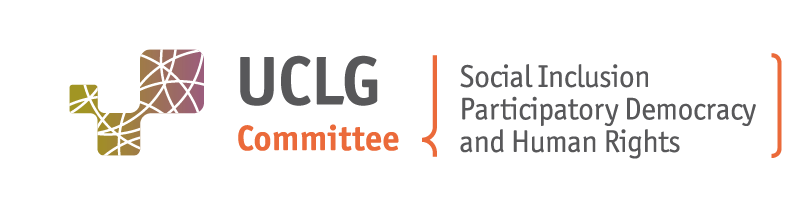 UCLG
Committee
Social Inclusion
Participatory Democracy
and Human Rights